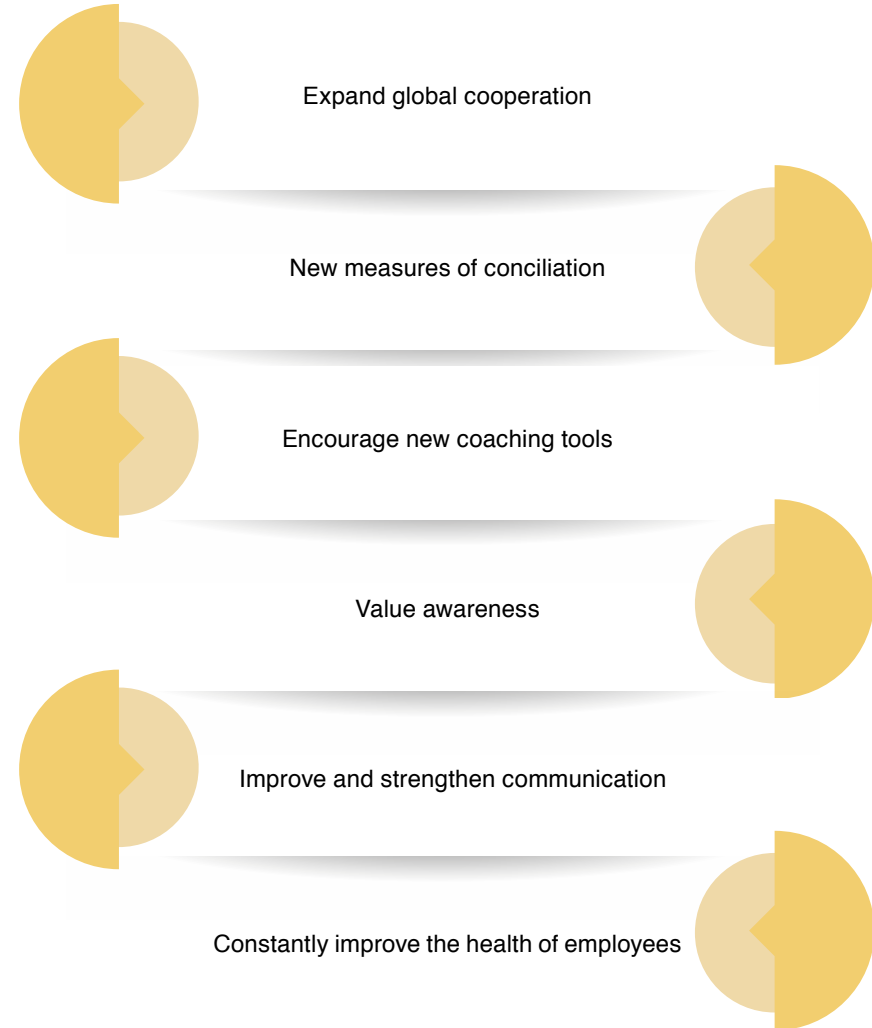 Expand global cooperation
New measures of conciliation
Encourage new coaching tools
Value awareness
Improve and strengthen communication
Constantly improve the health of employees